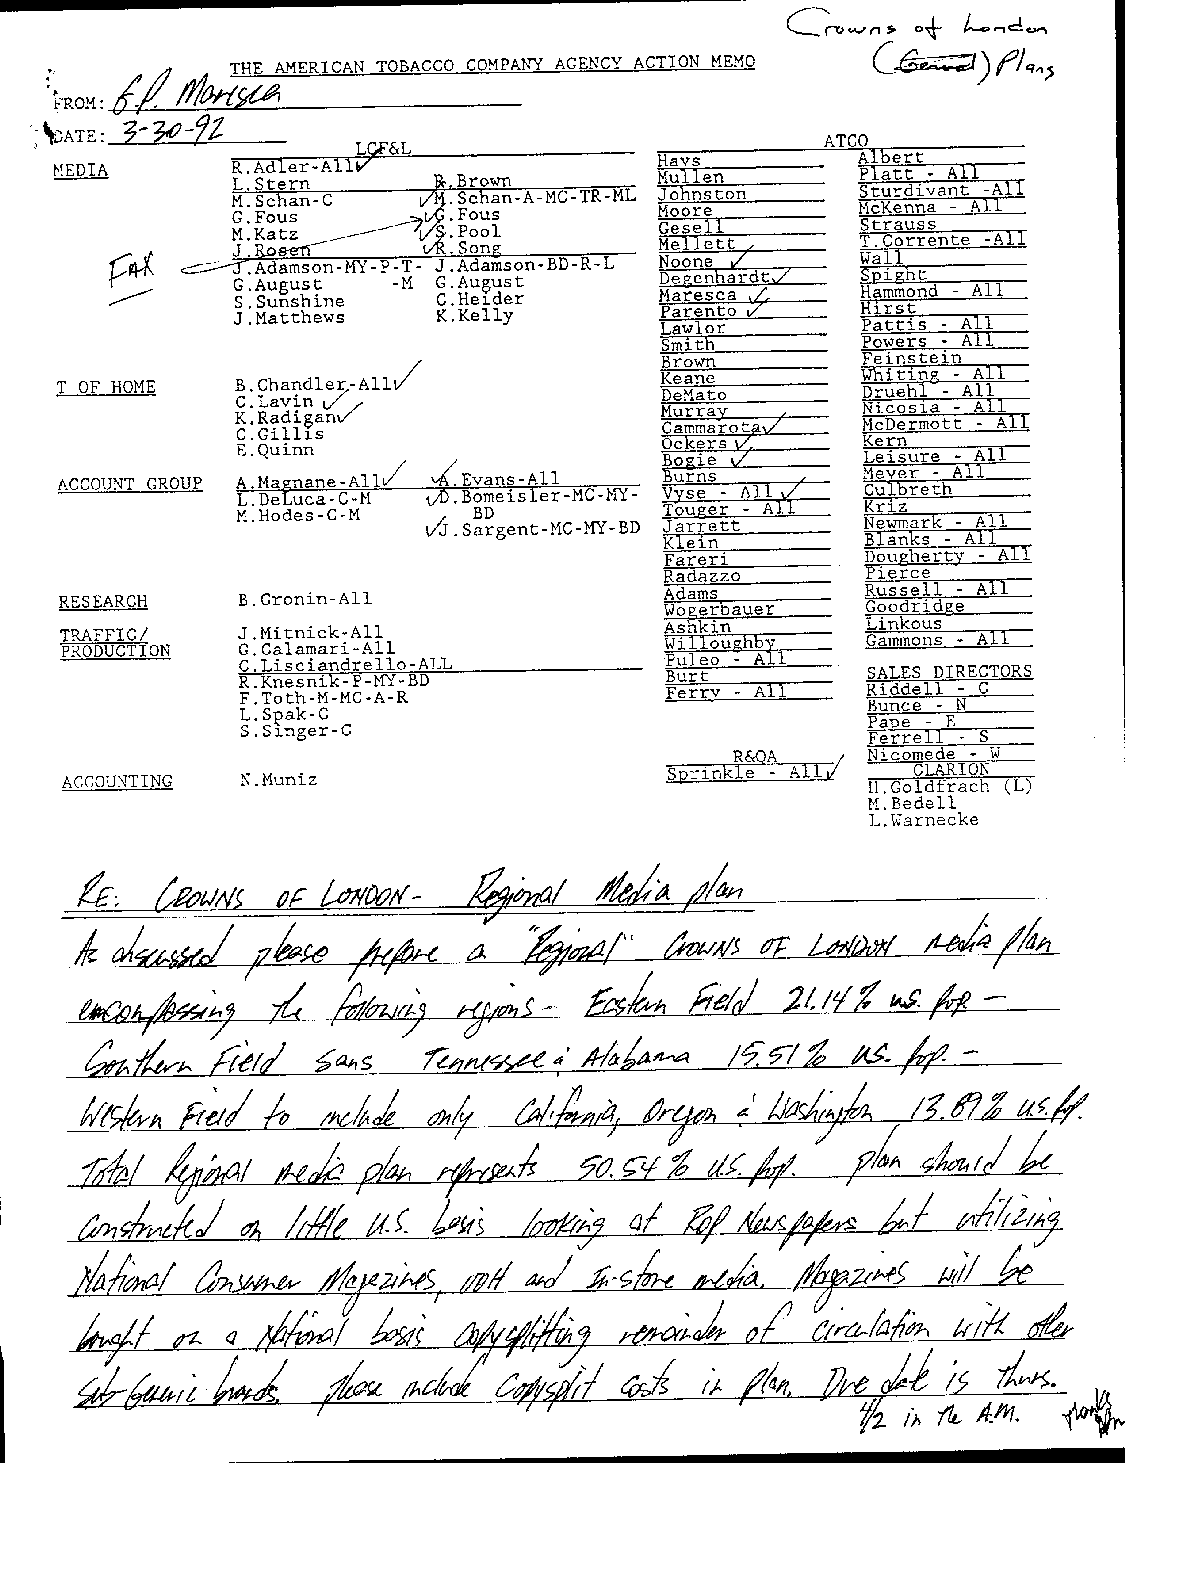 Crowns of London
(General) Plans
THE AMERICAN TOBACCO COMPANY AGENCY ACTION MEMO
FROM: G.P. Maresca
DATE: 3-30-92
LCF&L
MEDIA
R.Adler-All✓
L.Stern
M.Schan-C
G.Fous
M.Katz
J.Rosen
FAX
J.Adamson-MY-P-T-
G.August -M
S.Sunshine
J.Matthews
R.Brown
✓M.Schan-A-MC-TR-ML
✓G.Fous
✓S.Pool
✓R.Song
J.Adamson-BD-R-L
G.August
C.Heider
K.Kelly
T OF HOME
B.Chandler-All✓
C.Lavin ✓
K.Radigan✓
C.Gillis
E.Quinn
ACCOUNT GROUP
A.Magnane-All✓
L.DeLuca-C-M
M.Hodes-C-M
✓A.Evans-All
✓D.Bomeisler-MC-MY-
BD
✓J.Sargent-MC-MY-BD
RESEARCH
B.Gronin-All
TRAFFIC/
PRODUCTION
J.Mitnick-All
G.Calamari-All
C.Lisciandrello-ALL
R.Knesnik-P-MY-BD
F.Toth-M-MC-A-R
L.Spak-C
S.Singer-C
ACCOUNTING
N.Muniz
ATCO
Hays
Mullen
Johnston
Moore
Gesell
Mellett
Noone ✓
Degenhardt✓
Maresca ✓
Parento ✓
Lawlor
Smith
Brown
Keane
DeMato
Murray
Cammarota✓
Ockers✓
Bogie ✓
Burns
Vyse - All ✓
Touger - All
Jarrett
Klein
Fareri
Radazzo
Adams
Wogerbauer
Ashkin
Willoughby
Puleo - All
Burt
Ferry - All
R&QA
Sprinkle - All✓
Albert
Platt - All
Sturdivant -All
McKenna - All
Strauss
T.Corrente -All
Wall
Spight
Hammond - All
Hirst
Pattis - All
Powers - All
Feinstein
Whiting - All
Druehl - All
Nicosia - All
McDermott - All
Kern
Leisure - All
Meyer - All
Culbreth
Kriz
Newmark - All
Blanks - All
Dougherty - All
Pierce
Russell - All
Goodridge
Linkous
Gammons - All
SALES DIRECTORS
Riddell - C
Bunce - N
Pape - E
Ferrell - S
Nicomede - W
CLARION
H.Goldfrach (L)
M.Bedell
L.Warnecke
RE: CROWNS OF LONDON - Regional Media plan
As discussed please prepare a "Regional" CROWNS OF LONDON media plan
encompassing the following regions - Eastern Field 21.14% U.S. pop -
Southern Field sans Tennessee & Alabama 15.51% U.S. pop. -
Western Field to include only California, Oregon & Washington 13.89% U.S. pop.
Total Regional media plan represents 50.54% U.S. pop. plan should be
constructed on little U.S. basis looking at ROP Newspapers but utilizing
National Consumer Magazines, OOH and In-store media. Magazines will be
bought on a National basis copysplitting remainder of circulation with other
Sub-Generic brands. please include Copysplit costs in plan. Due date is thurs.
4/2 in the A.M.
thanks